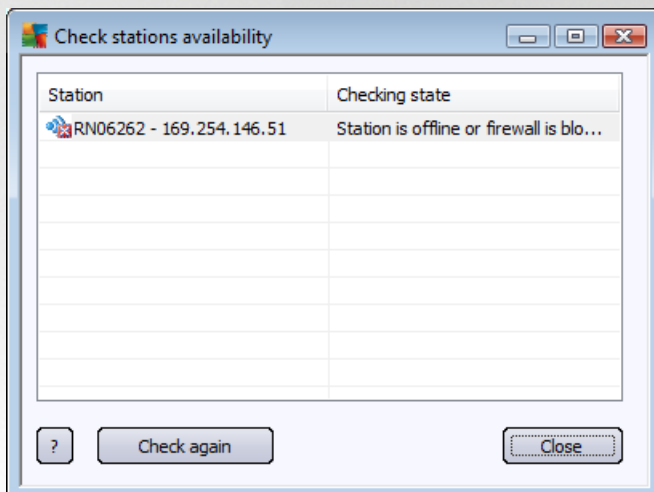 Check stations availability
Station Checking state
RN06262 - 169.254.146.51 Station is offline or firewall is blo...
? Check again Close